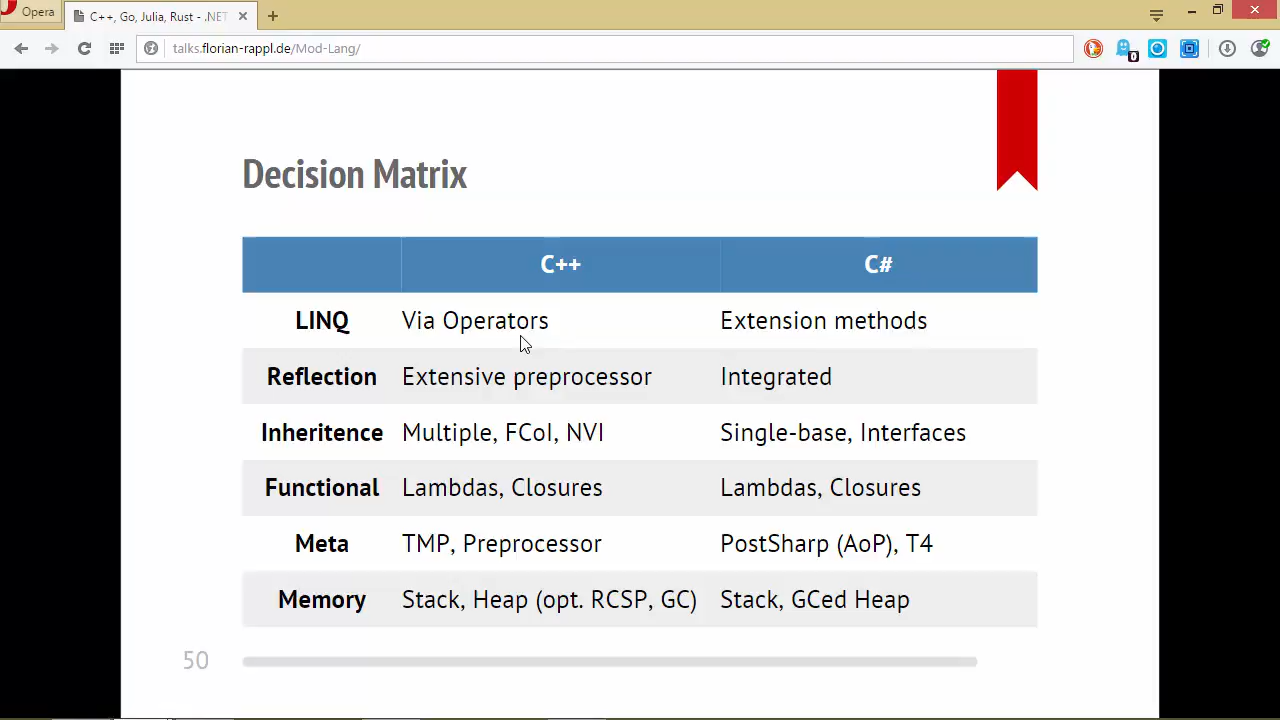 Opera
C++, Go, Julia, Rust - .NET
talks.florian-rappl.de/Mod-Lang/
0
Decision Matrix
C++ C#
LINQ Via Operators Extension methods
Reflection Extensive preprocessor Integrated
Inheritence Multiple, FCoI, NVI Single-base, Interfaces
Functional Lambdas, Closures Lambdas, Closures
Meta TMP, Preprocessor PostSharp (AoP), T4
Memory Stack, Heap (opt. RCSP, GC) Stack, GCed Heap
50